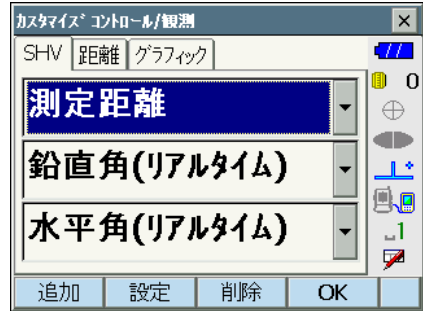 ｶｽﾀﾏｲｽﾞ ｺﾝﾄﾛｰﾙ/観測
SHV 距離 ｸﾞﾗﾌｨｯｸ
0
測定距離
鉛直角(ﾘｱﾙﾀｲﾑ)
水平角(ﾘｱﾙﾀｲﾑ)
1
追加 設定 削除 OK